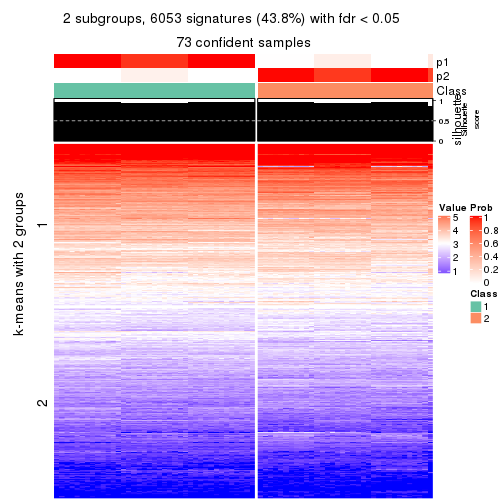 2 subgroups, 6053 signatures (43.8%) with fdr < 0.05
73 confident samples
p1
p2
Class
1
0.5
0
silhouette
Silhouette
score
k-means with 2 groups
1
2
Value
5
4
3
2
1
Prob
1
0.8
0.6
0.4
0.2
0
Class
1
2